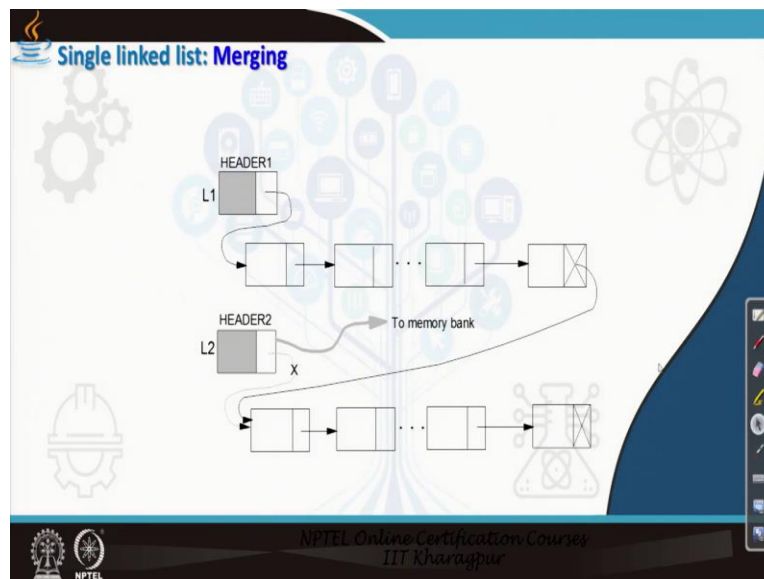 Single linked list: Merging
HEADER1
L1
. . .
HEADER2
To memory bank
L2
X
. . .
NPTEL Online Certification Courses
IIT Kharagpur
NPTEL